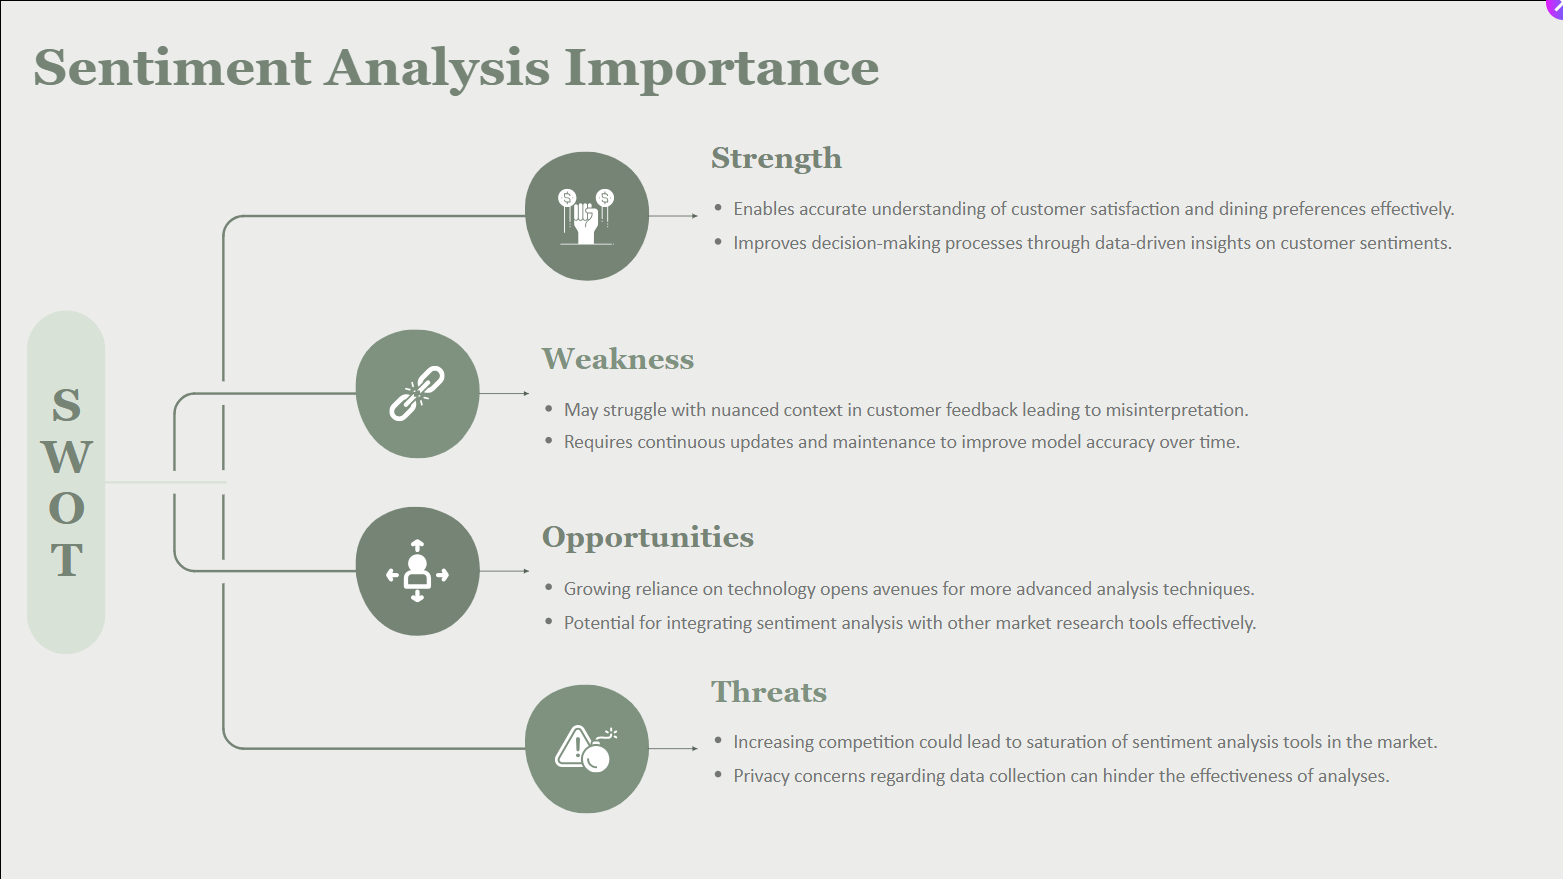 Sentiment Analysis Importance
S
W
O
T
Strength
• Enables accurate understanding of customer satisfaction and dining preferences effectively.
• Improves decision-making processes through data-driven insights on customer sentiments.
Weakness
• May struggle with nuanced context in customer feedback leading to misinterpretation.
• Requires continuous updates and maintenance to improve model accuracy over time.
Opportunities
• Growing reliance on technology opens avenues for more advanced analysis techniques.
• Potential for integrating sentiment analysis with other market research tools effectively.
Threats
• Increasing competition could lead to saturation of sentiment analysis tools in the market.
• Privacy concerns regarding data collection can hinder the effectiveness of analyses.